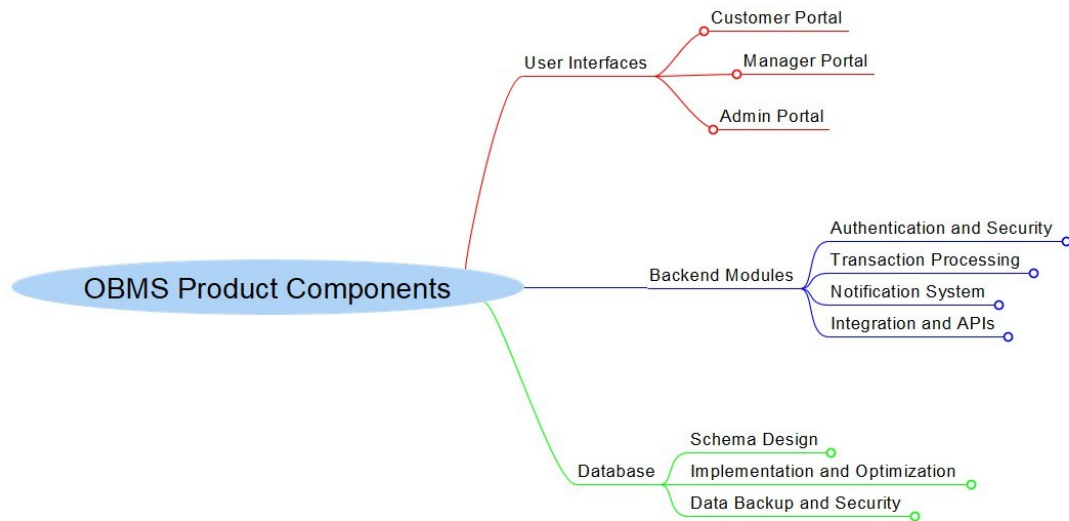 OBMS Product Components
User Interfaces
Customer Portal
Manager Portal
Admin Portal
Backend Modules
Authentication and Security
Transaction Processing
Notification System
Integration and APIs
Database
Schema Design
Implementation and Optimization
Data Backup and Security